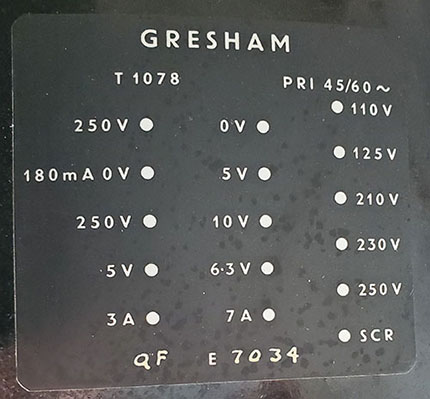 GRESHAM
T 1078 PRI 45/60~
110V
250V 0V
125V
180mA 0V 5V
210V
250V 10V
230V
5V 6·3V
250V
3A 7A
SCR
QF E 7034